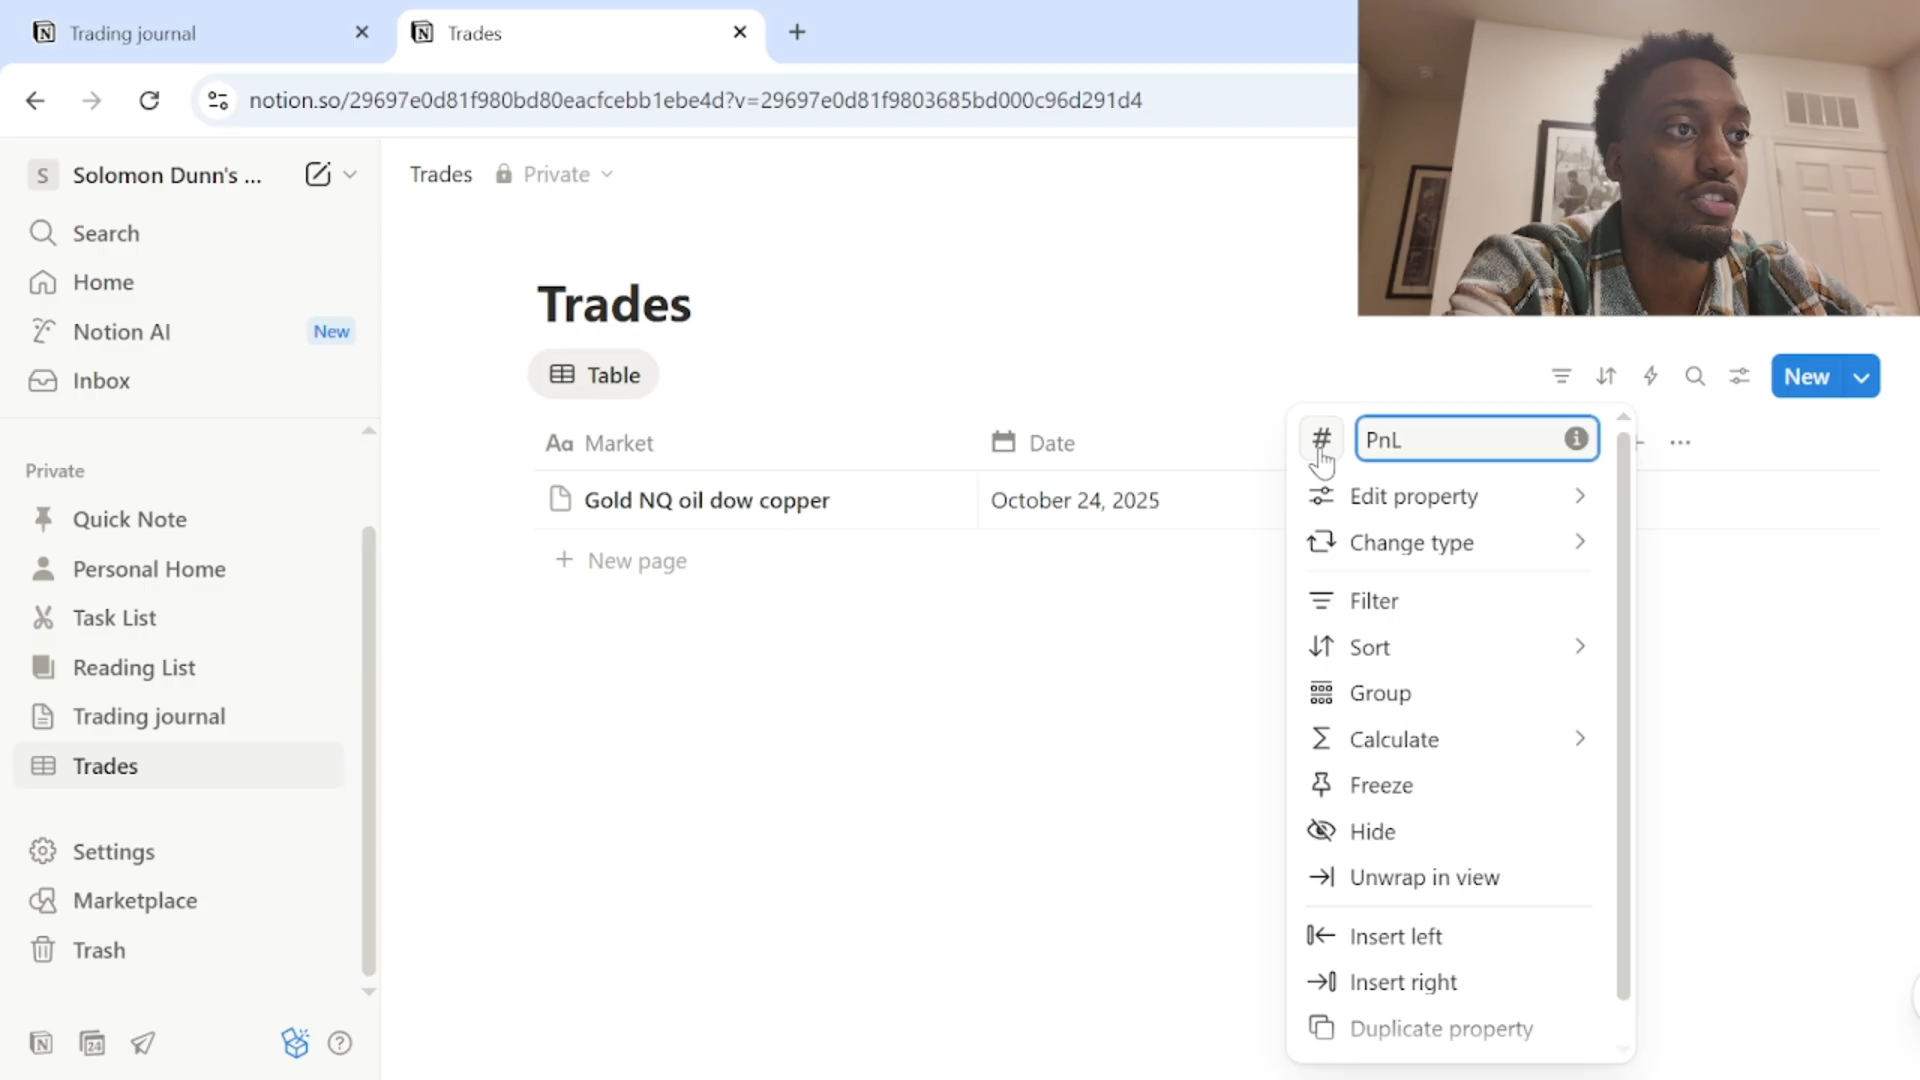 Trading journal
Trades
notion.so/29697e0d81f980bd80eacfcebb1ebe4d?v=29697e0d81f9803685bd000c96d291d4
S Solomon Dunn's ...
Search
Home
Notion AI New
Inbox
Private
Quick Note
Personal Home
Task List
Reading List
Trading journal
Trades
Settings
Marketplace
Trash
24
Trades Private
Trades
Table
New
Aa Market
Date
Gold NQ oil dow copper
October 24, 2025
+ New page
# PnL
Edit property
Change type
Filter
Sort
Group
Calculate
Freeze
Hide
Unwrap in view
Insert left
Insert right
Duplicate property